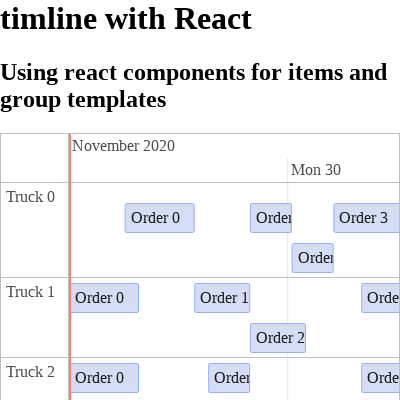 timline with React
Using react components for items and
group templates
November 2020
Mon 30
Truck 0
Order 0
Order
Order 3
Order
Truck 1
Order 0
Order 1
Orde
Order 2
Truck 2
Order 0
Order
Orde